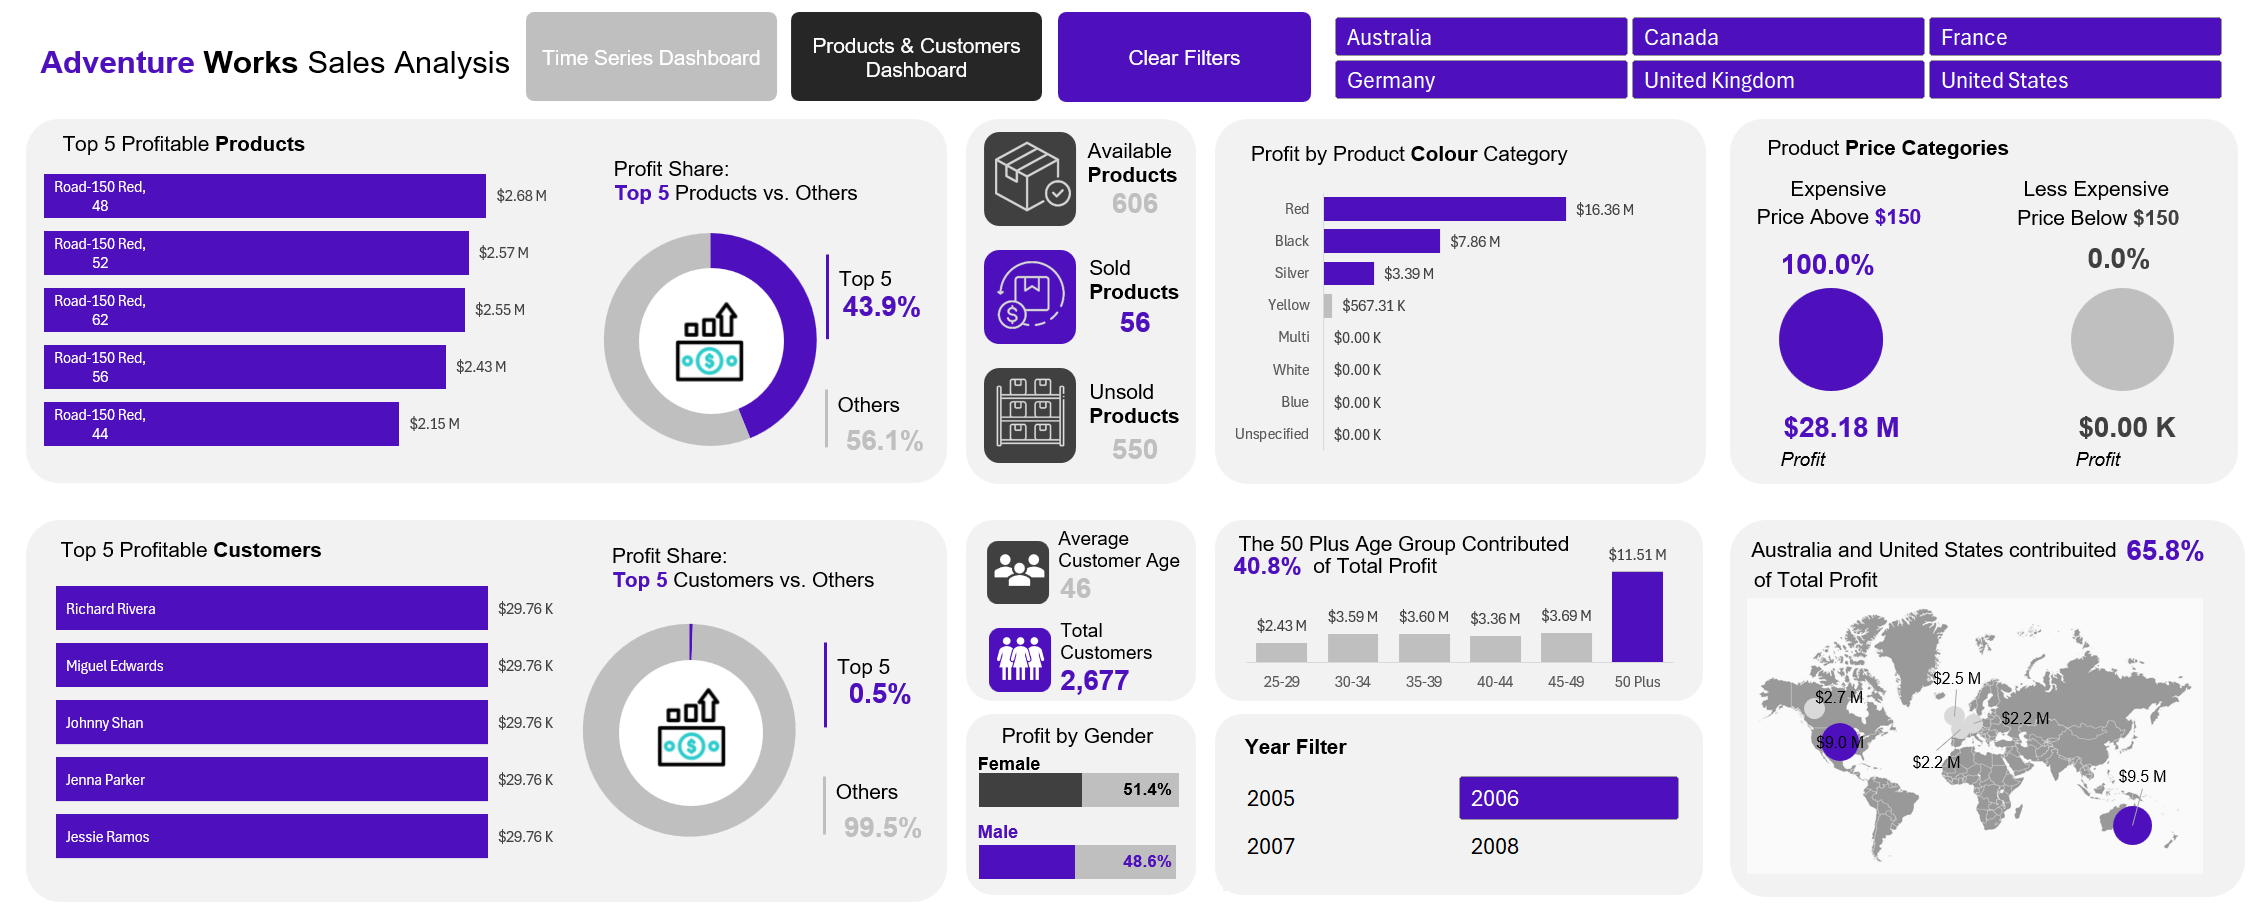 Adventure Works Sales Analysis
Time Series Dashboard
Products & Customers
Dashboard
Clear Filters
Australia
Canada
France
Germany
United Kingdom
United States
Top 5 Profitable Products
Road-150 Red,
48
$2.68 M
Road-150 Red,
52
$2.57 M
Road-150 Red,
62
$2.55 M
Road-150 Red,
56
$2.43 M
Road-150 Red,
44
$2.15 M
Profit Share:
Top 5 Products vs. Others
Top 5
43.9%
Others
56.1%
Available
Products
606
Sold
Products
56
Unsold
Products
550
Profit by Product Colour Category
Red
$16.36 M
Black
$7.86 M
Silver
$3.39 M
Yellow
$567.31 K
Multi
$0.00 K
White
$0.00 K
Blue
$0.00 K
Unspecified
$0.00 K
Product Price Categories
Expensive
Price Above $150
100.0%
$28.18 M
Profit
Less Expensive
Price Below $150
0.0%
$0.00 K
Profit
Top 5 Profitable Customers
Richard Rivera
$29.76 K
Miguel Edwards
$29.76 K
Johnny Shan
$29.76 K
Jenna Parker
$29.76 K
Jessie Ramos
$29.76 K
Profit Share:
Top 5 Customers vs. Others
Top 5
0.5%
Others
99.5%
Average
Customer Age
46
Total
Customers
2,677
Profit by Gender
Female
51.4%
Male
48.6%
The 50 Plus Age Group Contributed
40.8% of Total Profit
$2.43 M
$3.59 M
$3.60 M
$3.36 M
$3.69 M
$11.51 M
25-29
30-34
35-39
40-44
45-49
50 Plus
Year Filter
2005
2006
2007
2008
Australia and United States contribuited 65.8%
of Total Profit
$2.5 M
$2.7 M
$2.2 M
$9.0 M
$2.2 M
$9.5 M